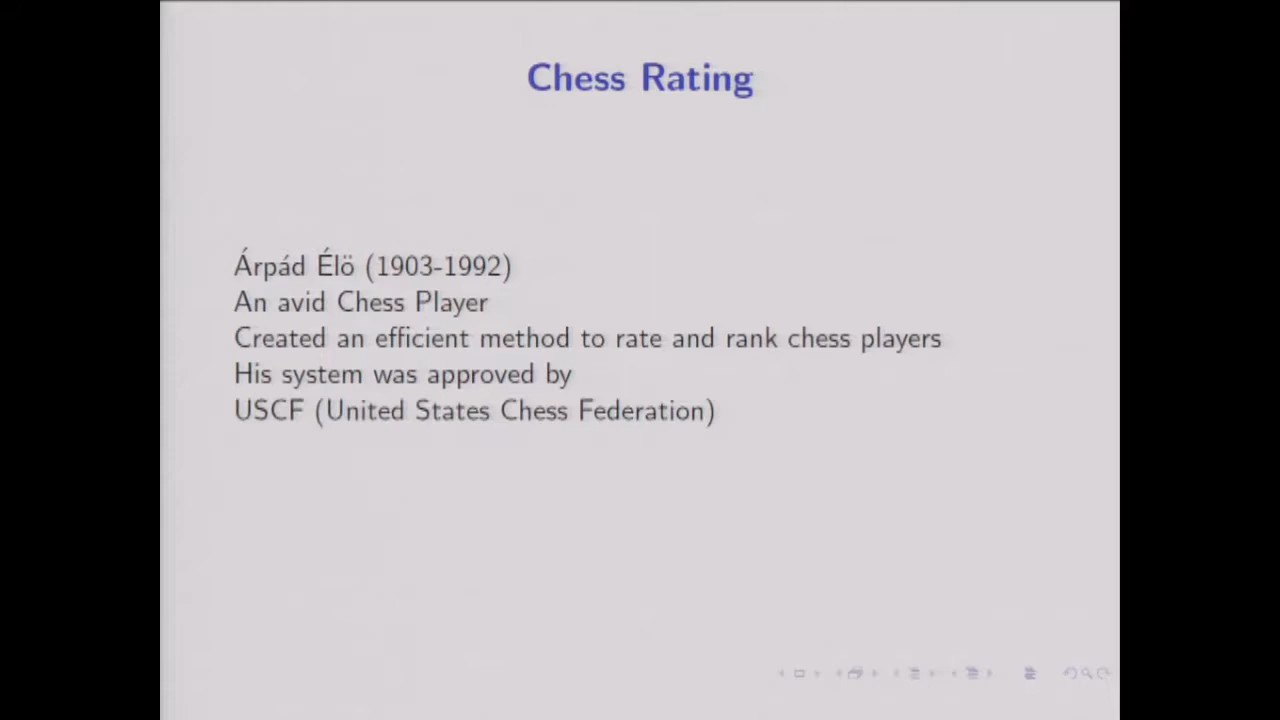 Chess Rating
Árpád Élö (1903-1992)
An avid Chess Player
Created an efficient method to rate and rank chess players
His system was approved by
USCF (United States Chess Federation)